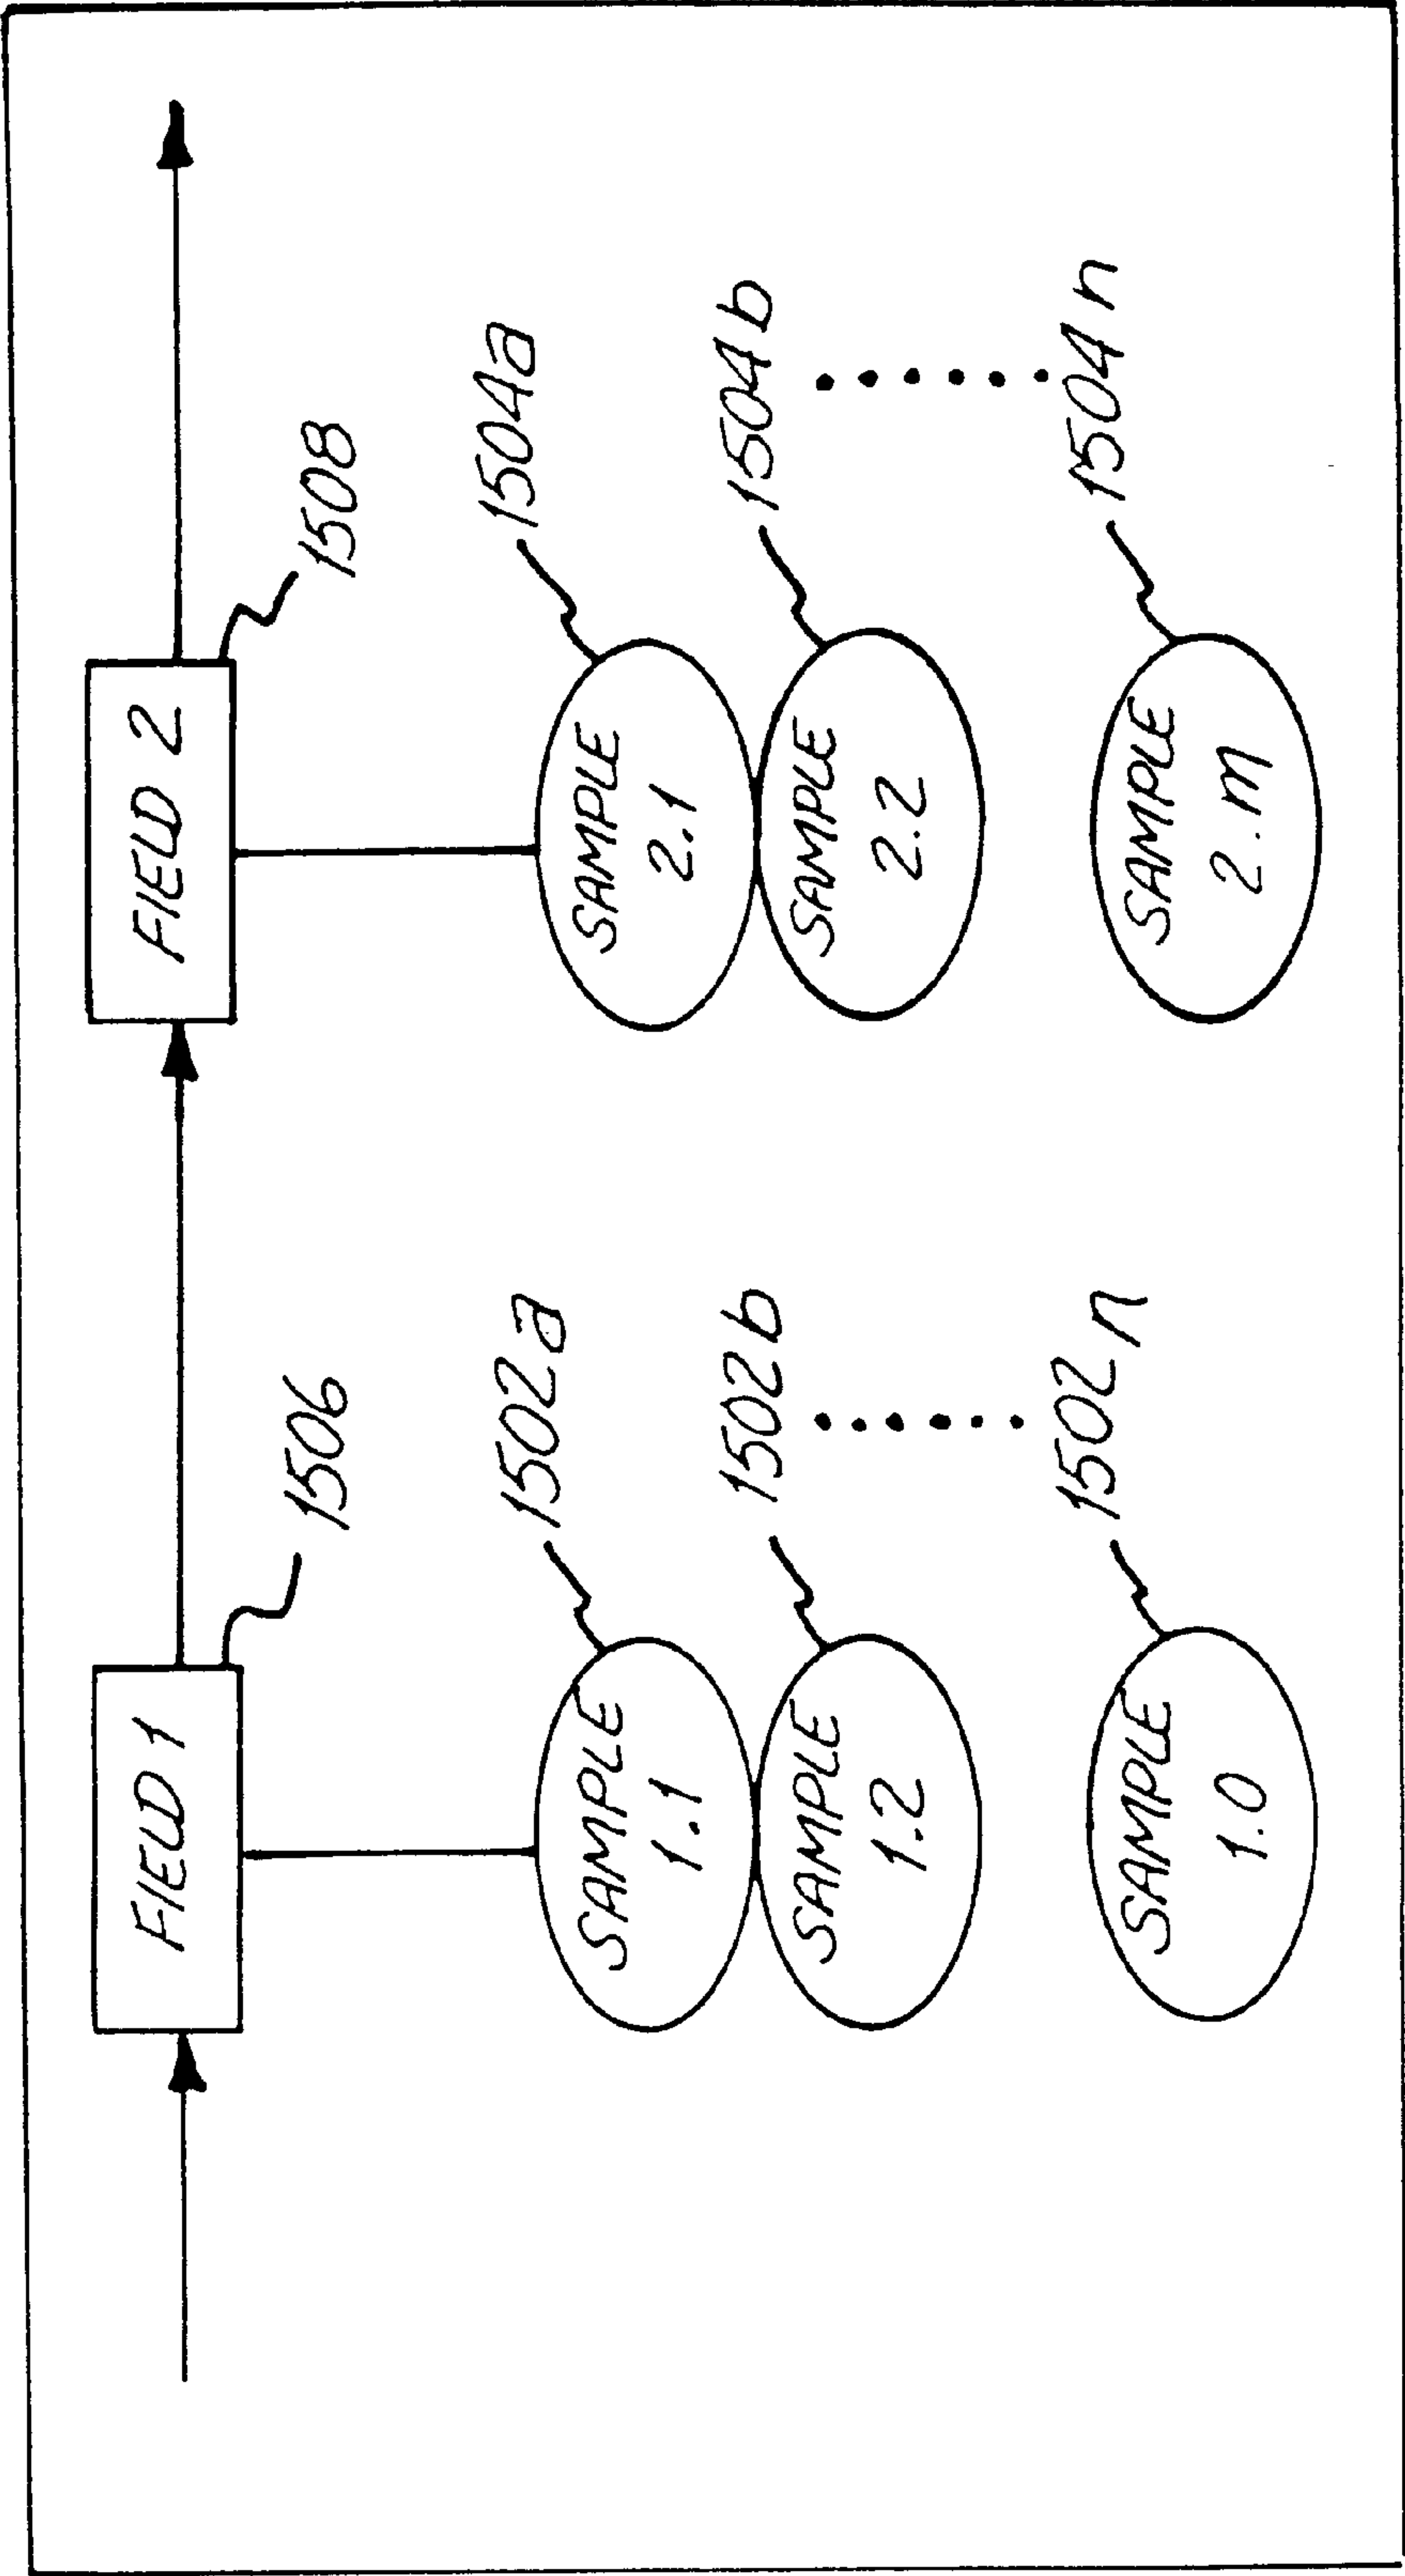 FIELD 1
1506
FIELD 2
1508
SAMPLE
1.1
1502a
SAMPLE
2.1
1504a
SAMPLE
1.2
1502b
SAMPLE
2.2
1504b
SAMPLE
1.0
1502n
SAMPLE
2.m
1504n